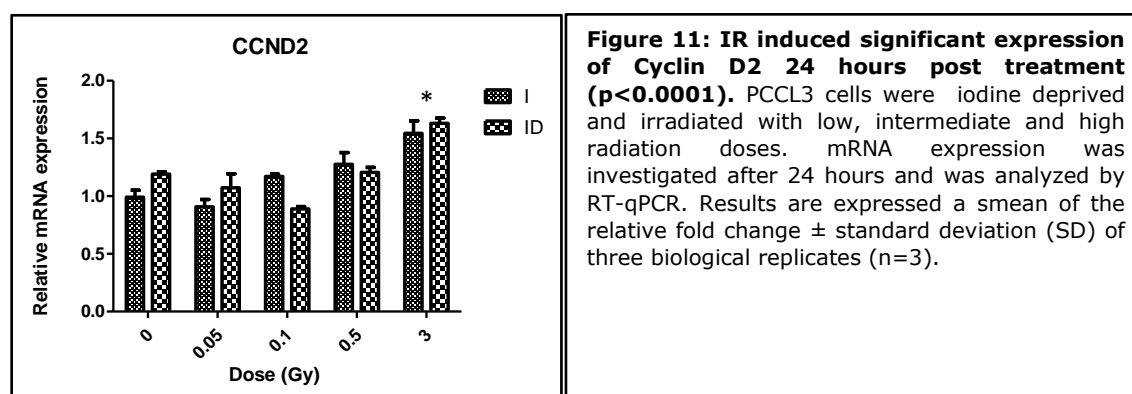 CCND2
2.0
1.5
1.0
0.5
0.0
Relative mRNA expression
0
0.05
0.1
0.5
3
Dose (Gy)
*
I
ID
Figure 11: IR induced significant expression
of Cyclin D2 24 hours post treatment
(p<0.0001). PCCL3 cells were iodine deprived
and irradiated with low, intermediate and high
radiation doses. mRNA expression was
investigated after 24 hours and was analyzed by
RT-qPCR. Results are expressed a smean of the
relative fold change ± standard deviation (SD) of
three biological replicates (n=3).